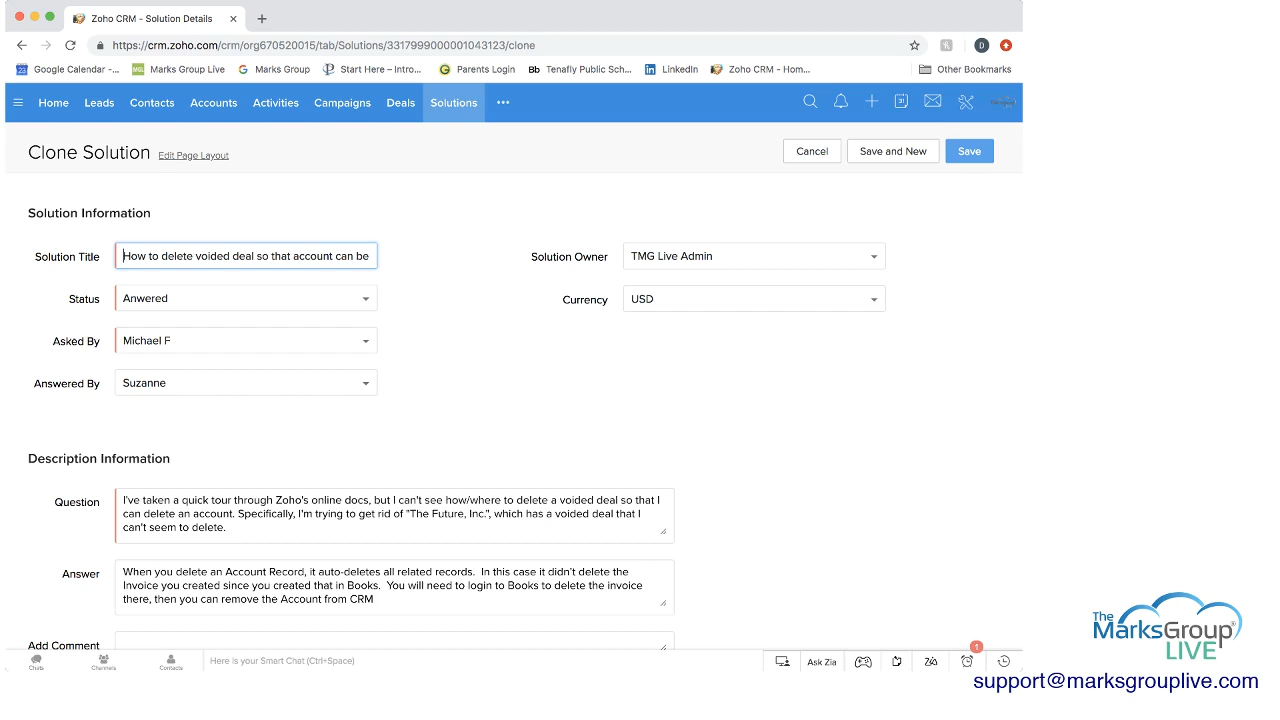 Zoho CRM - Solution Details
https://crm.zoho.com/crm/org670520015/tab/Solutions/3317999000001043123/clone
D
23 Google Calendar -...
MGL Marks Group Live
G Marks Group
Start Here – Intro...
Parents Login
Bb Tenafly Public Sch...
LinkedIn
Zoho CRM - Hom...
Other Bookmarks
Home Leads Contacts Accounts Activities Campaigns Deals Solutions •••
31
Clone Solution Edit Page Layout
Cancel Save and New Save
Solution Information
Solution Title How to delete voided deal so that account can be
Solution Owner TMG Live Admin
Status Anwered
Currency USD
Asked By Michael F
Answered By Suzanne
Description Information
Question I've taken a quick tour through Zoho's online docs, but I can't see how/where to delete a voided deal so that I
can delete an account. Specifically, I'm trying to get rid of "The Future, Inc.", which has a voided deal that I
can't seem to delete.
Answer When you delete an Account Record, it auto-deletes all related records. In this case it didn't delete the
Invoice you created since you created that in Books. You will need to login to Books to delete the invoice
there, then you can remove the Account from CRM
Add Comment
Chats Channels Contacts
Here is your Smart Chat (Ctrl+Space)
Ask Zia
1
The
MarksGroup®
LIVE
support@marksgrouplive.com